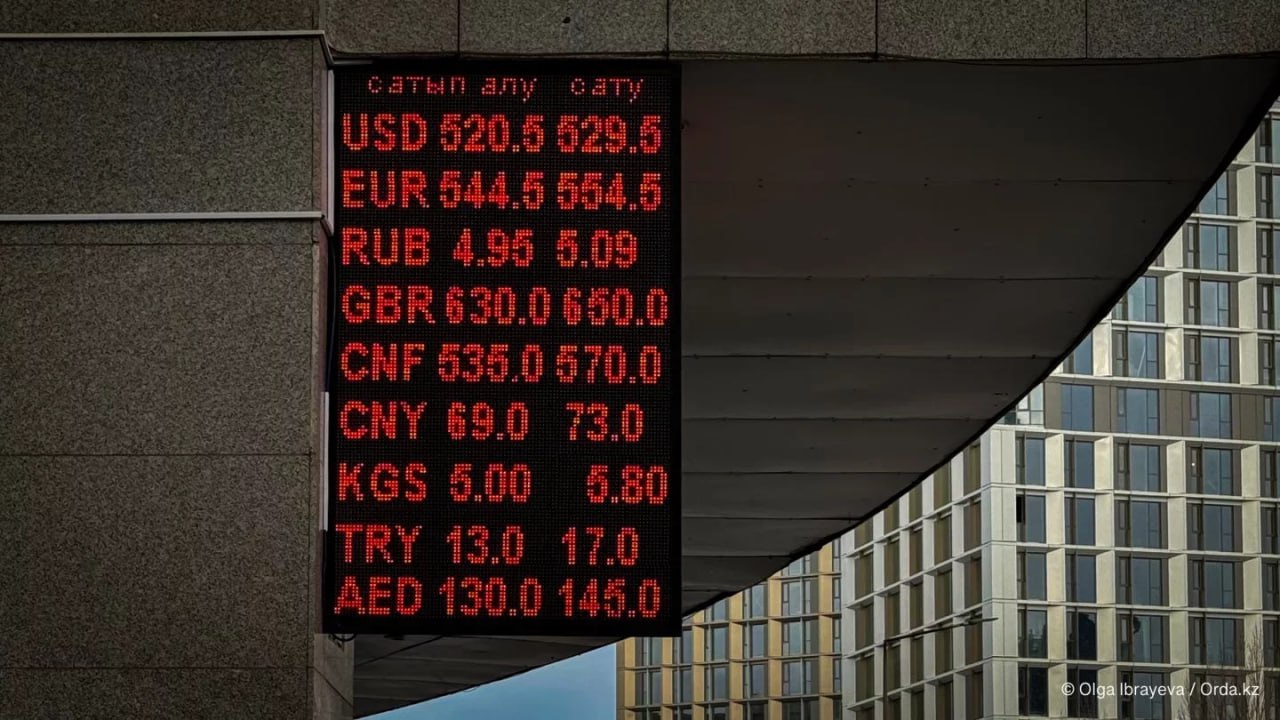 сатып алу сату
USD 520.5 529.5
EUR 544.5 554.5
RUB 4.95 5.09
GBR 630.0 650.0
CNF 535.0 570.0
CNY 69.0 73.0
KGS 5.00 5.80
TRY 13.0 17.0
AED 130.0 145.0
© Olga Ibrayeva / Orda.kz